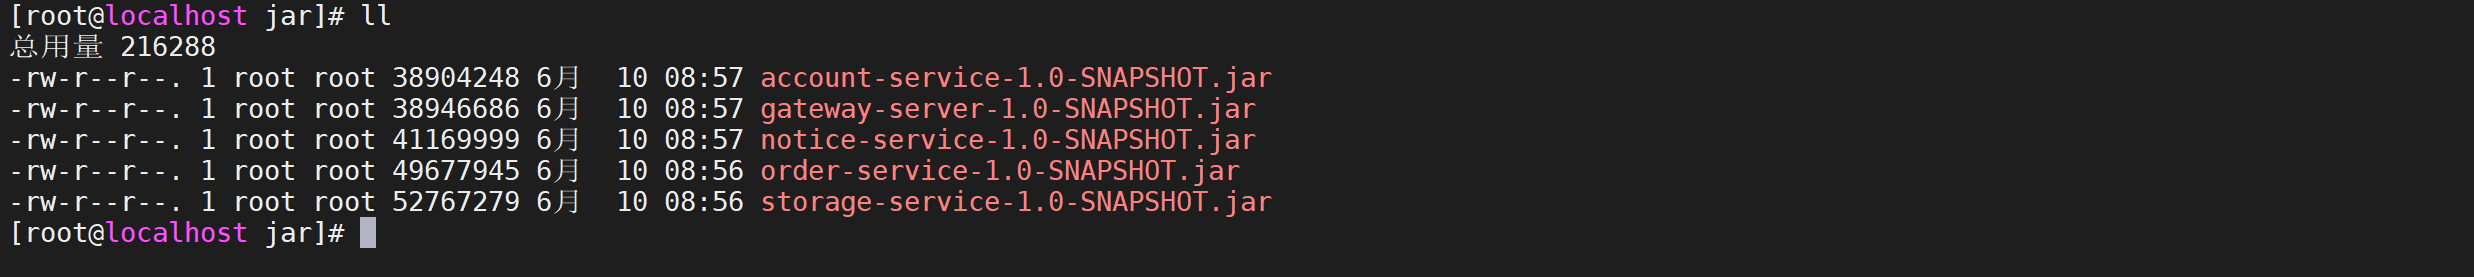 [root@localhost jar]# ll
总用量 216288
-rw-r--r--. 1 root root 38904248 6月  10 08:57 account-service-1.0-SNAPSHOT.jar
-rw-r--r--. 1 root root 38946686 6月  10 08:57 gateway-server-1.0-SNAPSHOT.jar
-rw-r--r--. 1 root root 41169999 6月  10 08:57 notice-service-1.0-SNAPSHOT.jar
-rw-r--r--. 1 root root 49677945 6月  10 08:56 order-service-1.0-SNAPSHOT.jar
-rw-r--r--. 1 root root 52767279 6月  10 08:56 storage-service-1.0-SNAPSHOT.jar
[root@localhost jar]#